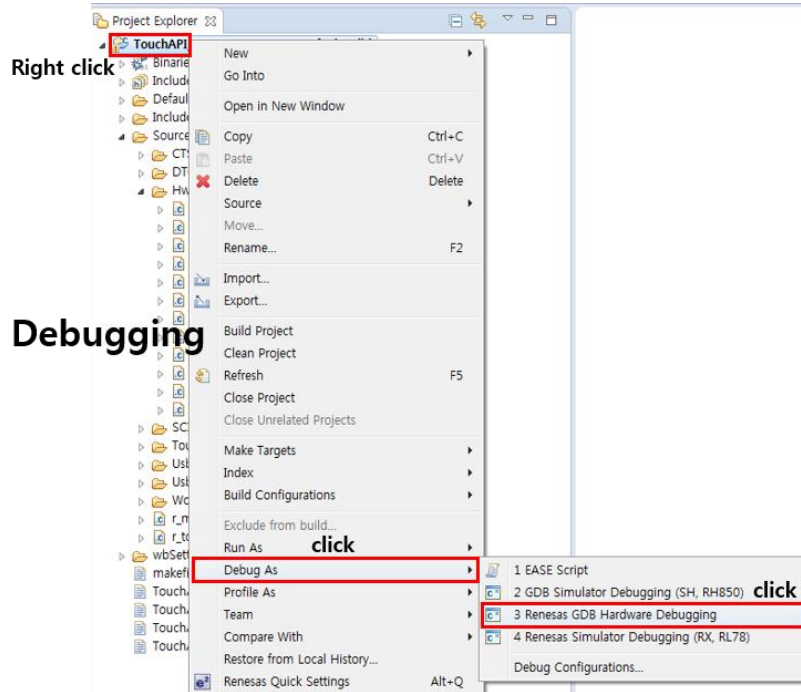 Project Explorer
TouchAPI
Right click
Binarie
Include
Defaul
Include
Source
CTS
DT
Hw
Debugging
SC
Tou
Usb
Usb
Wo
r_m
r_to
wbSett
makefi
Touch
Touch
Touch
Touch
New
Go Into
Open in New Window
Copy Ctrl+C
Paste Ctrl+V
Delete Delete
Source
Move...
Rename... F2
Import...
Export...
Build Project
Clean Project
Refresh F5
Close Project
Close Unrelated Projects
Make Targets
Index
Build Configurations
Exclude from build...
Run As click
Debug As
Profile As
Team
Compare With
Restore from Local History...
Renesas Quick Settings Alt+Q
1 EASE Script
2 GDB Simulator Debugging (SH, RH850) click
3 Renesas GDB Hardware Debugging
4 Renesas Simulator Debugging (RX, RL78)
Debug Configurations...